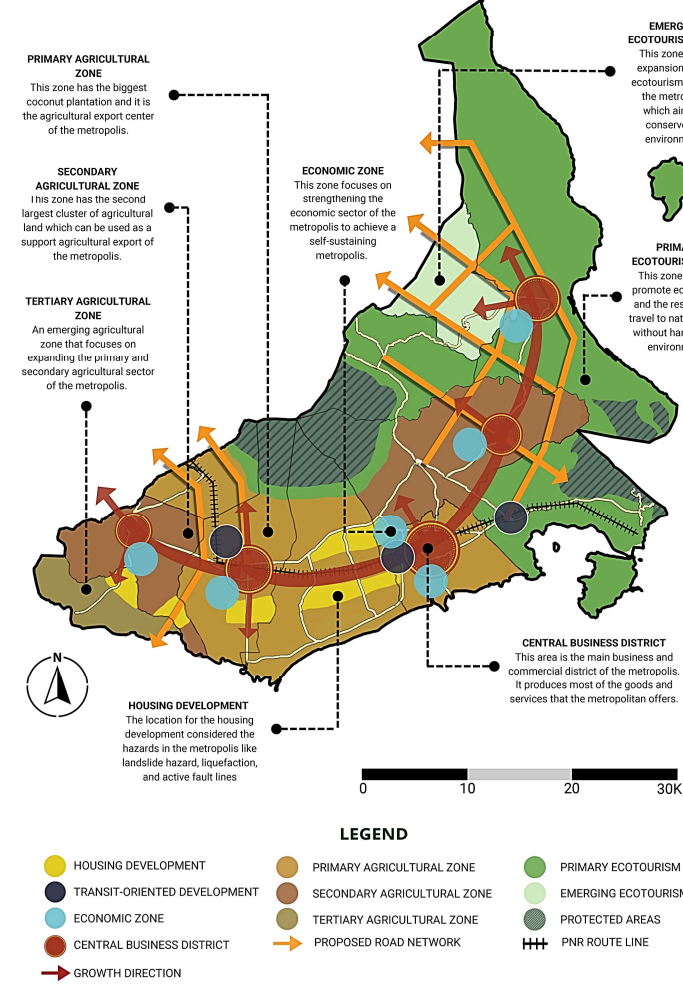 PRIMARY AGRICULTURAL
ZONE
This zone has the biggest
coconut plantation and it is
the agricultural export center
of the metropolis.
SECONDARY
AGRICULTURAL ZONE
This zone has the second
largest cluster of agricultural
land which can be used as a
support agricultural export of
the metropolis.
TERTIARY AGRICULTURAL
ZONE
An emerging agricultural
zone that focuses on
expanding the primary and
secondary agricultural sector
of the metropolis.
ECONOMIC ZONE
This zone focuses on
strengthening the
economic sector of the
metropolis to achieve a
self-sustaining
metropolis.
EMERG
ECOTOURIS
This zone
expansion
ecotourism
the metro
which ai
conserv
environ
PRIMA
ECOTOURIS
This zone
promote ec
and the res
travel to nat
without har
environ
CENTRAL BUSINESS DISTRICT
This area is the main business and
commercial district of the metropolis.
It produces most of the goods and
services that the metropolitan offers.
N
HOUSING DEVELOPMENT
The location for the housing
development considered the
hazards in the metropolis like
landslide hazard, liquefaction,
and active fault lines
0 10 20 30K
LEGEND
HOUSING DEVELOPMENT
TRANSIT-ORIENTED DEVELOPMENT
ECONOMIC ZONE
CENTRAL BUSINESS DISTRICT
GROWTH DIRECTION
PRIMARY AGRICULTURAL ZONE
SECONDARY AGRICULTURAL ZONE
TERTIARY AGRICULTURAL ZONE
PROPOSED ROAD NETWORK
PRIMARY ECOTOURISM
EMERGING ECOTOURISM
PROTECTED AREAS
PNR ROUTE LINE